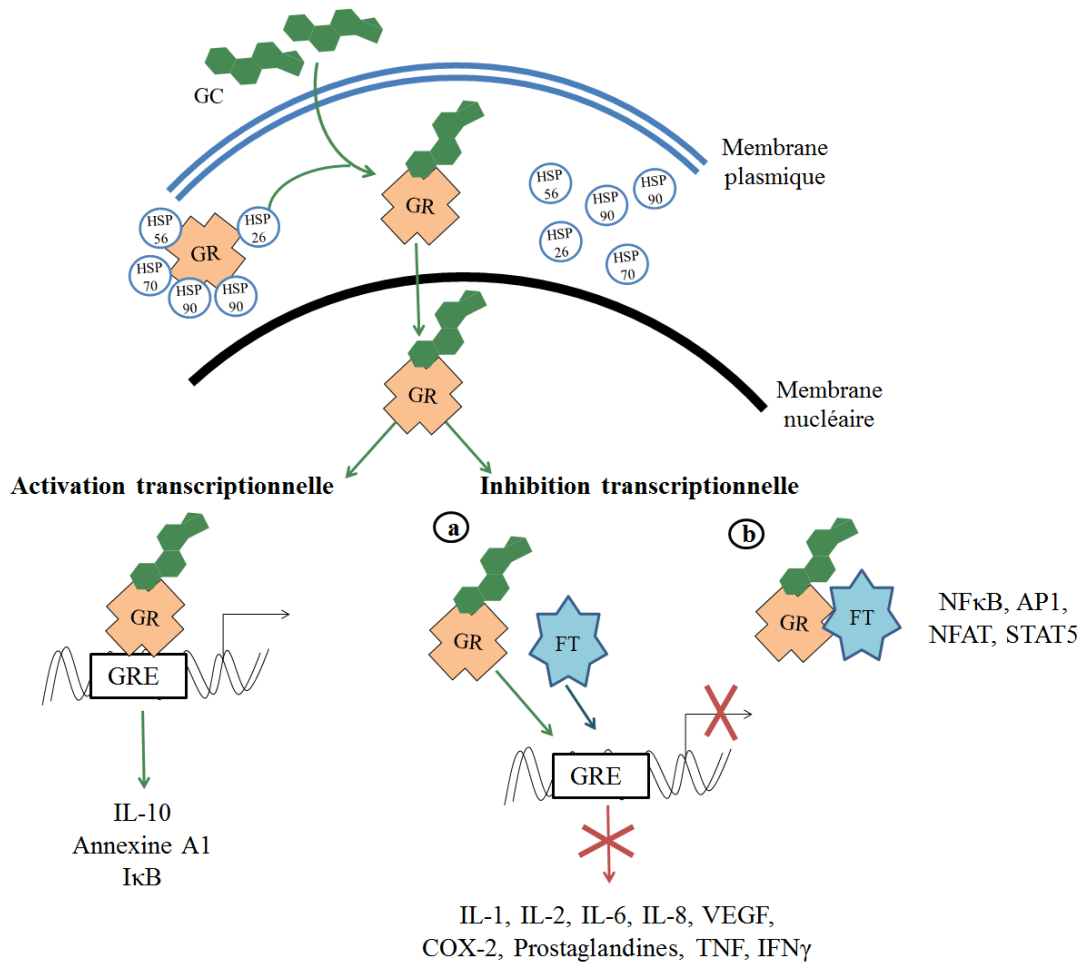 GC
Membrane
plasmique
HSP
56
HSP
26
GR
HSP
70
HSP
90
HSP
90
GR
HSP
56
HSP
90
HSP
90
HSP
26
HSP
70
GR
Membrane
nucléaire
Activation transcriptionnelle
Inhibition transcriptionnelle
GR
GRE
IL-10
Annexine A1
IκB
a
GR
FT
GRE
IL-1, IL-2, IL-6, IL-8, VEGF,
COX-2, Prostaglandines, TNF, IFNγ
b
GR
FT
NFκB, AP1,
NFAT, STAT5